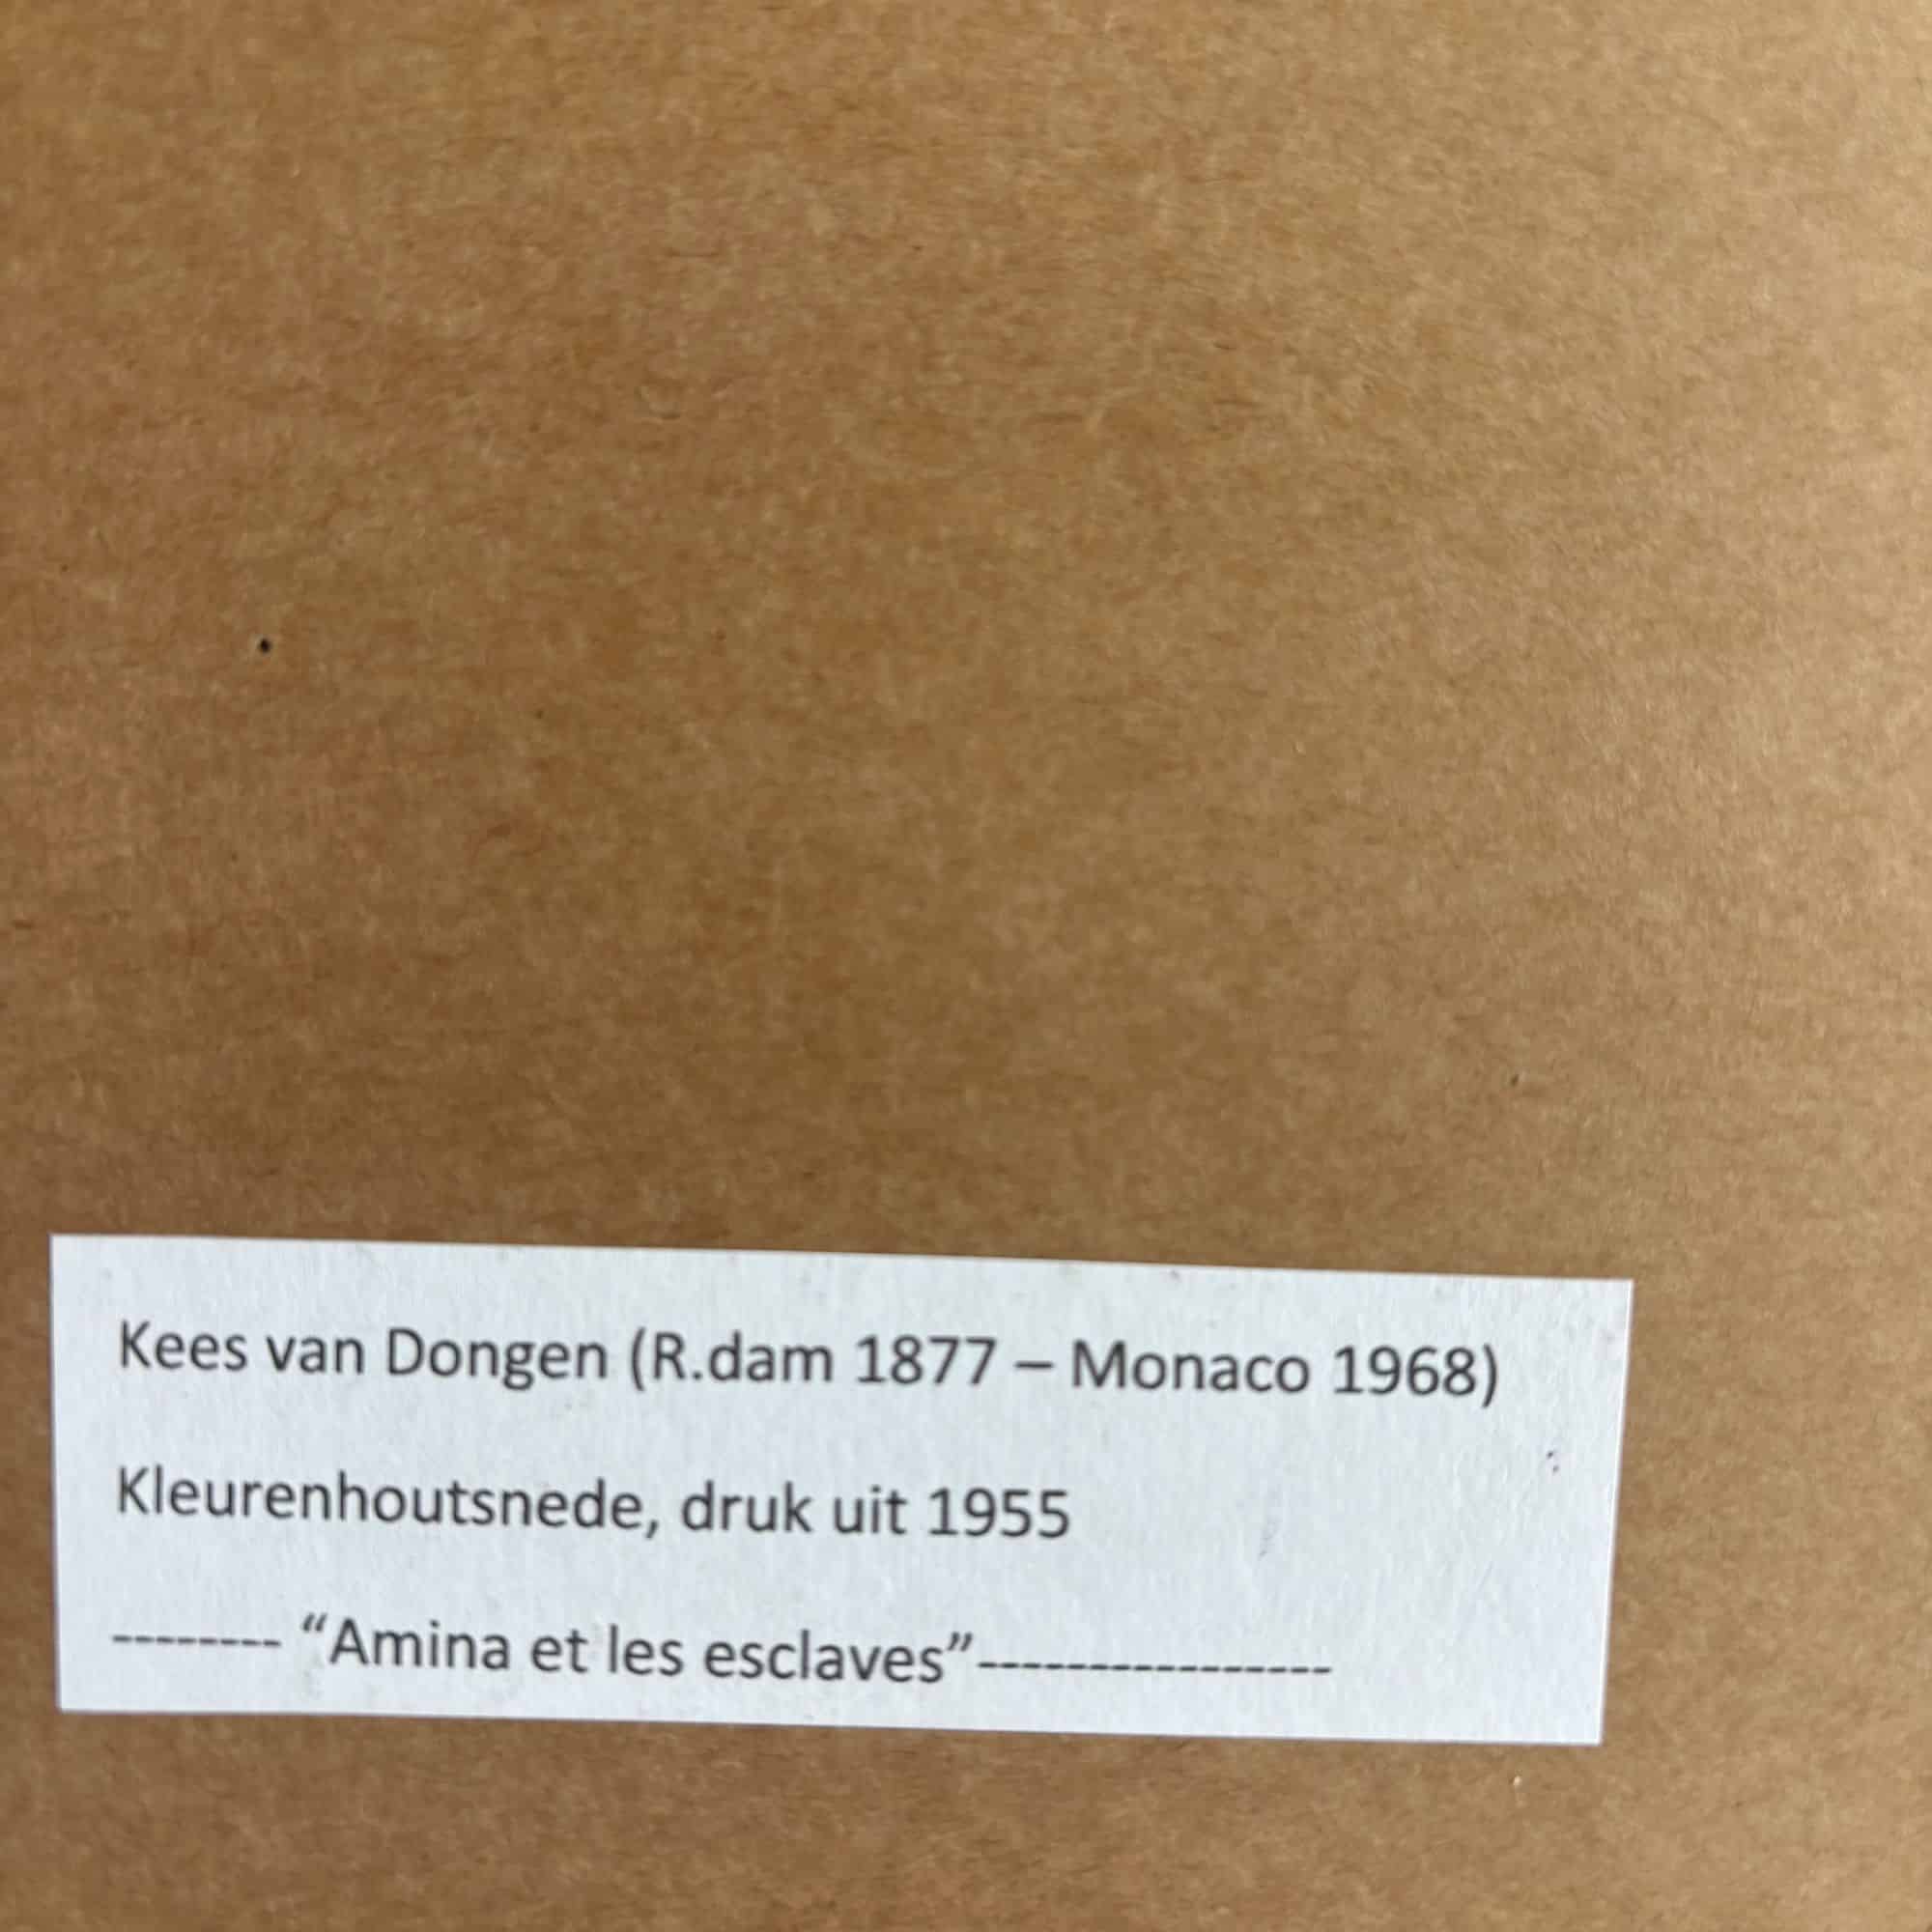 Kees van Dongen (R.dam 1877 – Monaco 1968)
Kleurenhoutsnede, druk uit 1955
-------- “Amina et les esclaves”----------------